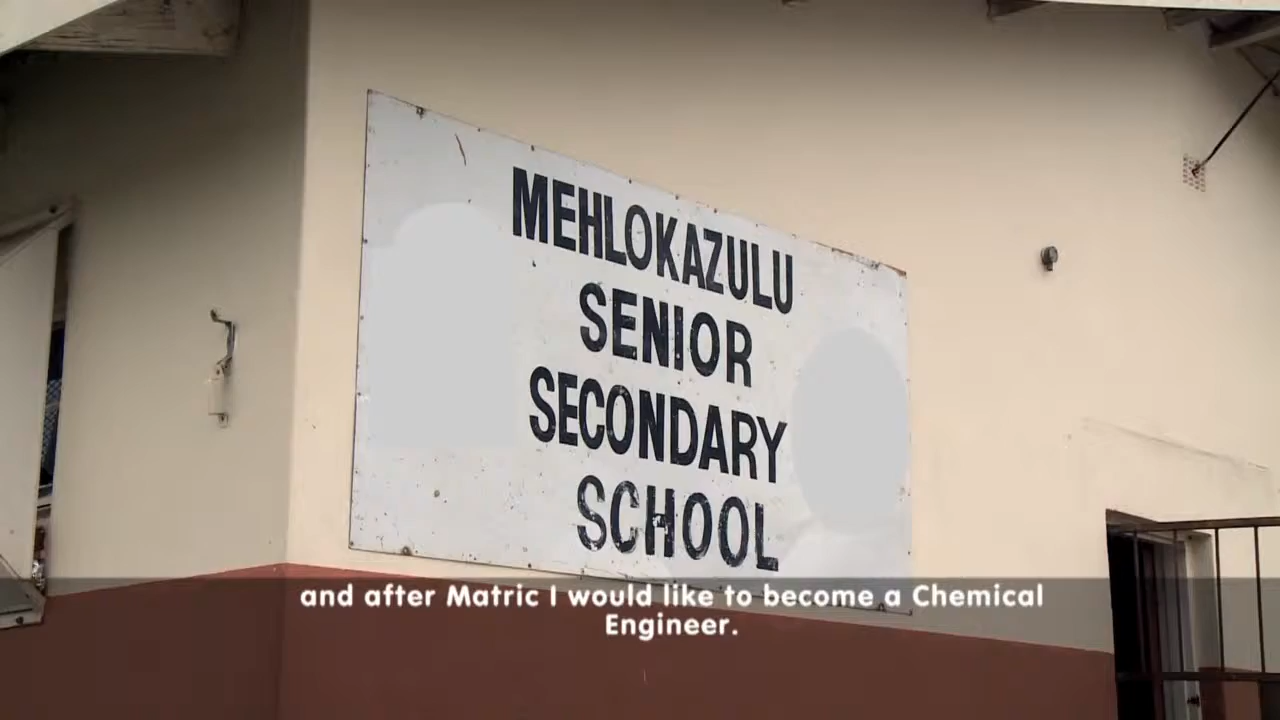 MEHLOKAZULU
SENIOR
SECONDARY
SCHOOL
and after Matric I would like to become a Chemical
Engineer.